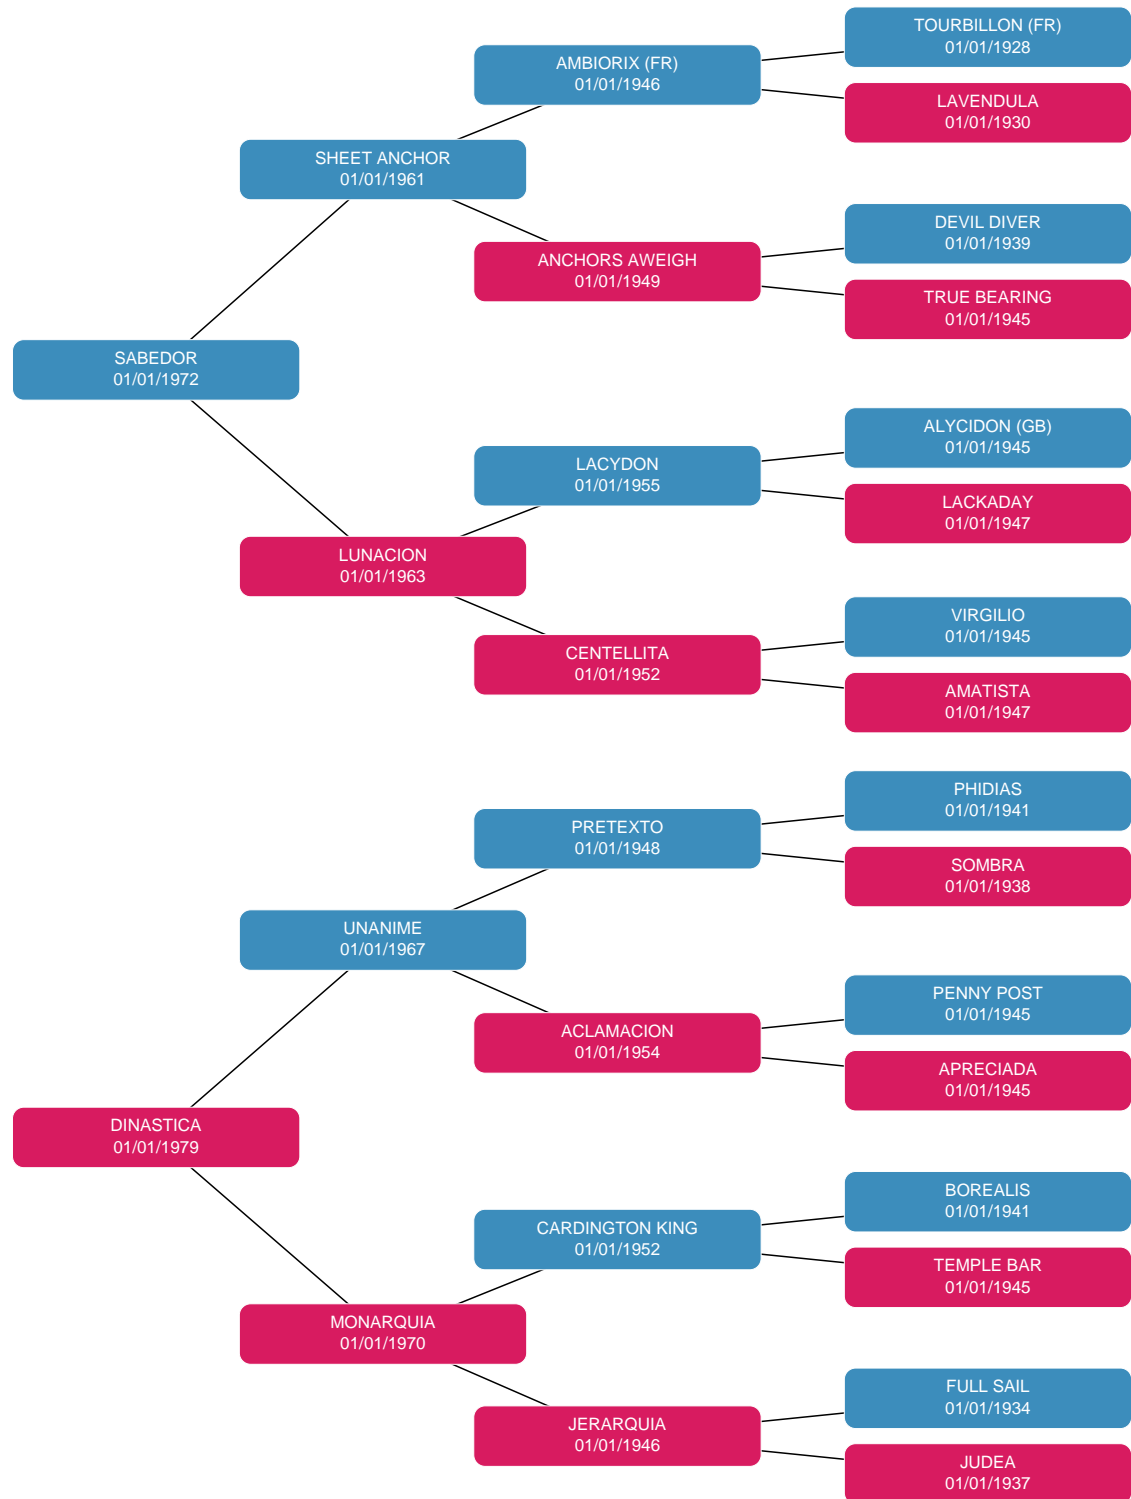 TOURBILLON (FR)
01/01/1928
AMBIORIX (FR)
01/01/1946
LAVENDULA
01/01/1930
SHEET ANCHOR
01/01/1961
DEVIL DIVER
01/01/1939
ANCHORS AWEIGH
01/01/1949
TRUE BEARING
01/01/1945
SABEDOR
01/01/1972
ALYCIDON (GB)
01/01/1945
LACYDON
01/01/1955
LACKADAY
01/01/1947
LUNACION
01/01/1963
VIRGILIO
01/01/1945
CENTELLITA
01/01/1952
AMATISTA
01/01/1947
PHIDIAS
01/01/1941
PRETEXTO
01/01/1948
SOMBRA
01/01/1938
UNANIME
01/01/1967
PENNY POST
01/01/1945
ACLAMACION
01/01/1954
APRECIADA
01/01/1945
DINASTICA
01/01/1979
BOREALIS
01/01/1941
CARDINGTON KING
01/01/1952
TEMPLE BAR
01/01/1945
MONARQUIA
01/01/1970
FULL SAIL
01/01/1934
JERARQUIA
01/01/1946
JUDEA
01/01/1937